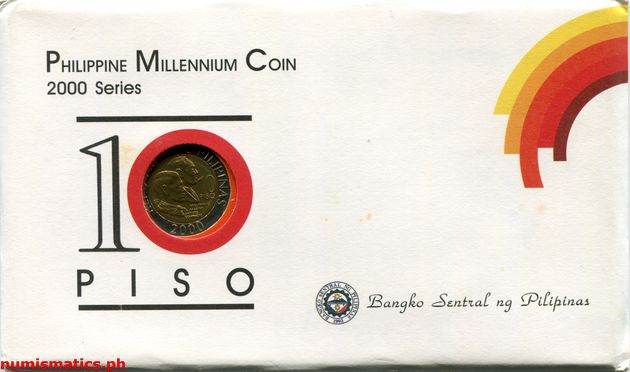 PHILIPPINE MILLENNIUM COIN
2000 Series
10
PILIPINAS
2000
PISO
Bangko Sentral ng Pilipinas
numismatics.ph